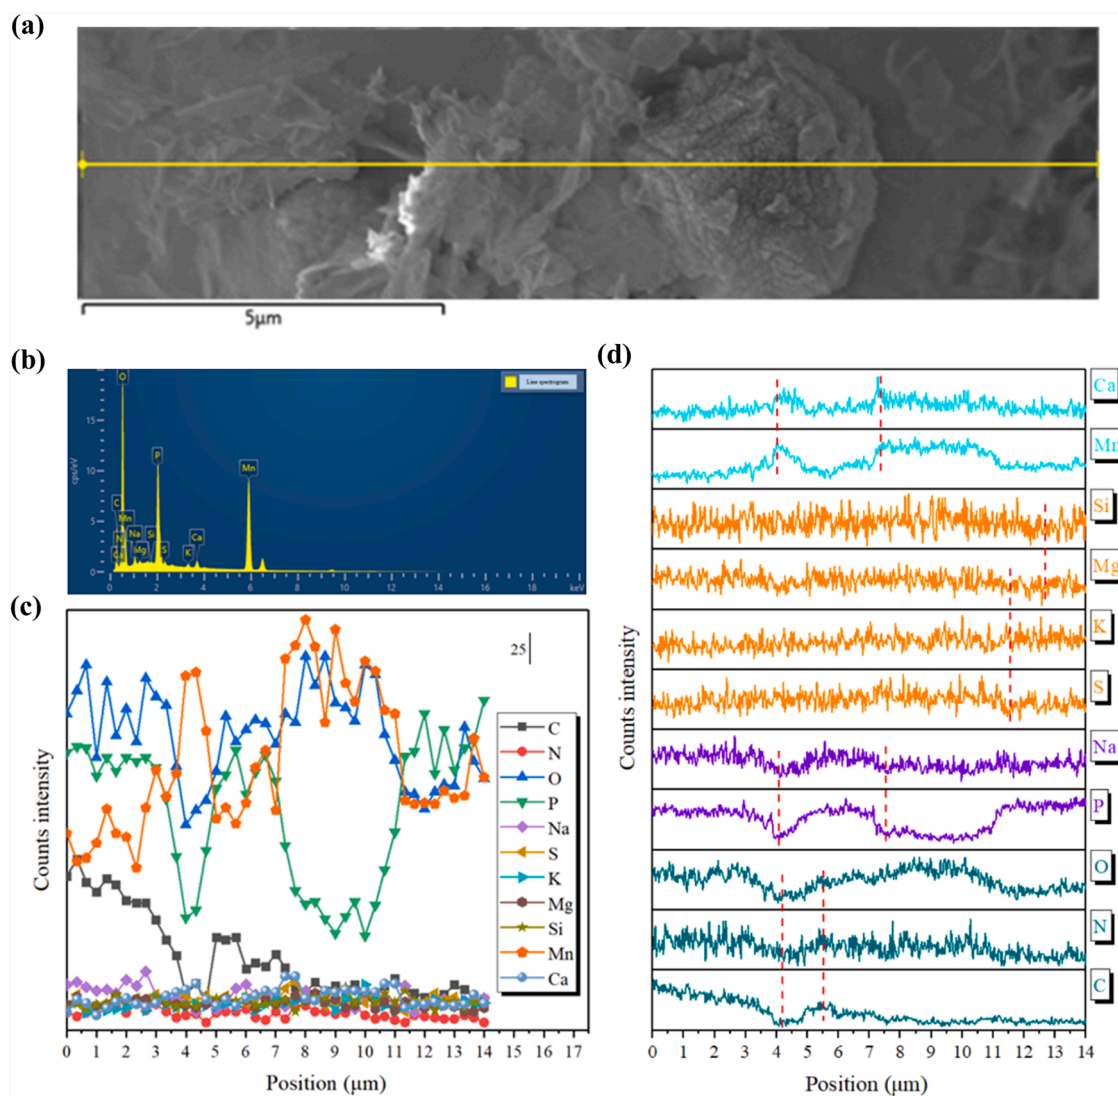 (a)
5μm
(b)
Line spectrogram
cps/eV
15
10
5
0
O
P
Mn
C
Mn
N
Ca
Na
Mg
Si
S
K
Ca
0 2 4 6 8 10 12 14 16 18 keV
(c)
Counts intensity
25
C
N
O
P
Na
S
K
Mg
Si
Mn
Ca
0 1 2 3 4 5 6 7 8 9 10 11 12 13 14 15 16 17
Position (μm)
(d)
Counts intensity
Ca
Mn
Si
Mg
K
S
Na
P
O
N
C
0 1 2 3 4 5 6 7 8 9 10 11 12 13 14
Position (μm)